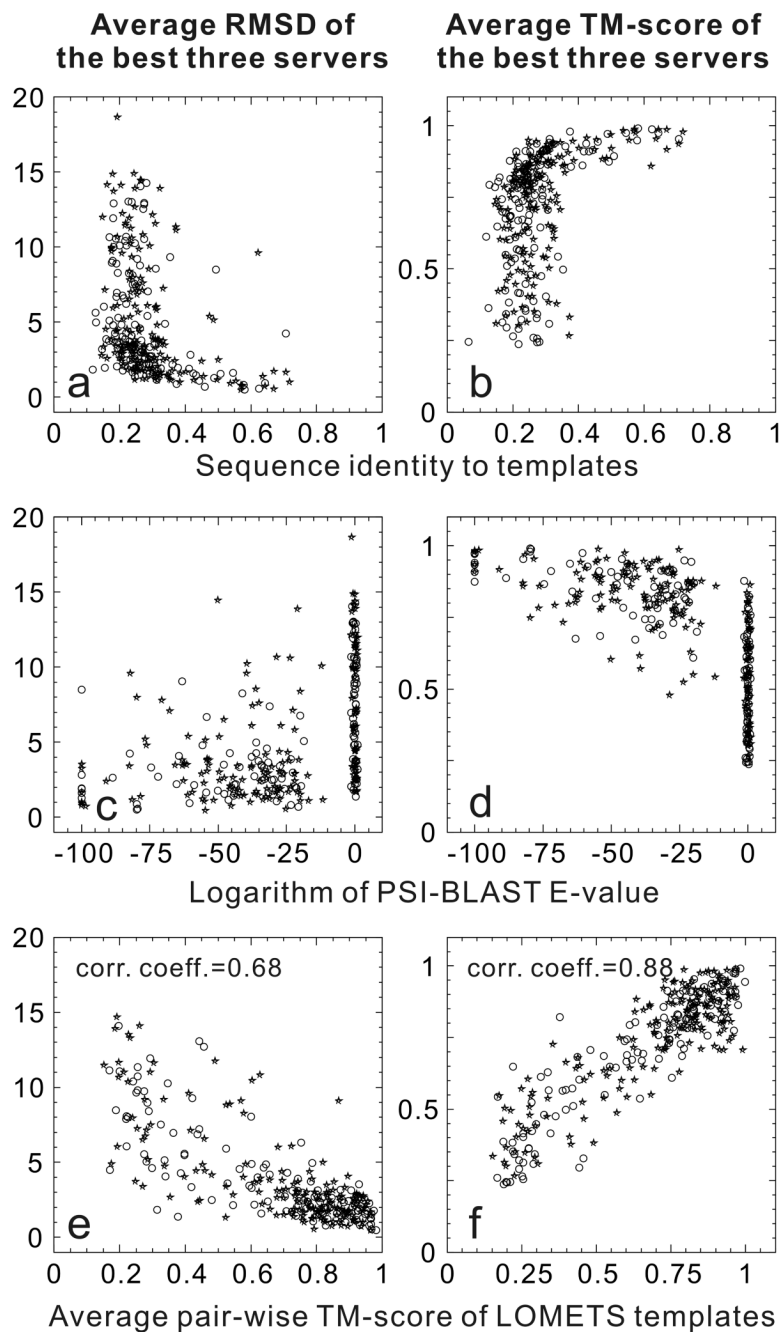 Average RMSD of
the best three servers
Average TM-score of
the best three servers
20
15
10
5
0
a
0 0.2 0.4 0.6 0.8 1
1
0.5
0
b
0 0.2 0.4 0.6 0.8 1
Sequence identity to templates
20
15
10
5
0
c
-100 -75 -50 -25 0
1
0.5
0
d
-100 -75 -50 -25 0
Logarithm of PSI-BLAST E-value
20
15
10
5
0
corr. coeff.=0.68
e
0 0.2 0.4 0.6 0.8 1
1
0.5
0
corr. coeff.=0.88
f
0 0.25 0.5 0.75 1
Average pair-wise TM-score of LOMETS templates